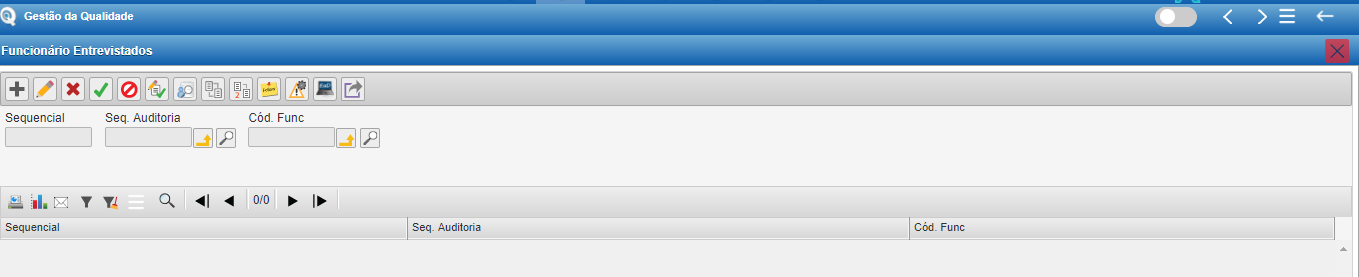 Gestão da Qualidade
Funcionário Entrevistados
Sequencial Seq. Auditoria Cód. Func
0/0
Sequencial Seq. Auditoria Cód. Func